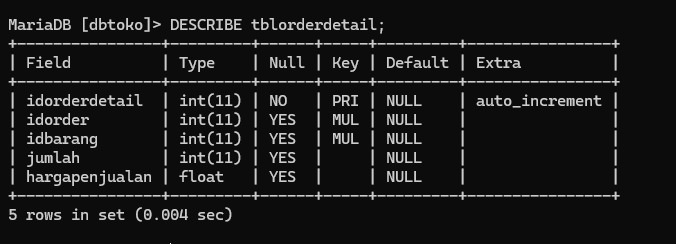 MariaDB [dbtoko]> DESCRIBE tblorderdetail;
+---------------+---------+------+-----+---------+----------------+
| Field         | Type    | Null | Key | Default | Extra          |
+---------------+---------+------+-----+---------+----------------+
| idorderdetail | int(11) | NO   | PRI | NULL    | auto_increment |
| idorder       | int(11) | YES  | MUL | NULL    |                |
| idbarang      | int(11) | YES  | MUL | NULL    |                |
| jumlah        | int(11) | YES  |     | NULL    |                |
| hargapenjualan | float   | YES  |     | NULL    |                |
+---------------+---------+------+-----+---------+----------------+
5 rows in set (0.004 sec)